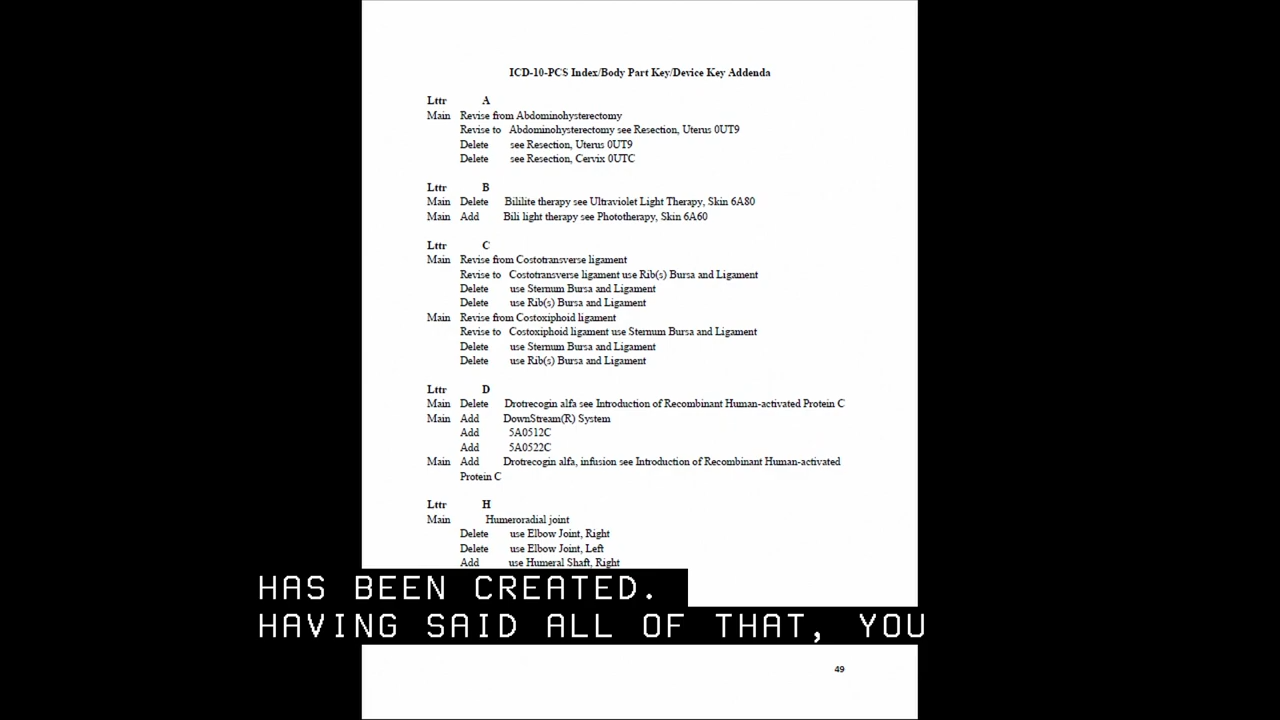 ICD-10-PCS Index/Body Part Key/Device Key Addenda
Lttr A
Main Revise from Abdominohysterectomy
Revise to Abdominohysterectomy see Resection, Uterus 0UT9
Delete see Resection, Uterus 0UT9
Delete see Resection, Cervix 0UTC
Lttr B
Main Delete Bililite therapy see Ultraviolet Light Therapy, Skin 6A80
Main Add Bili light therapy see Phototherapy, Skin 6A60
Lttr C
Main Revise from Costotransverse ligament
Revise to Costotransverse ligament use Rib(s) Bursa and Ligament
Delete use Sternum Bursa and Ligament
Delete use Rib(s) Bursa and Ligament
Main Revise from Costoxiphoid ligament
Revise to Costoxiphoid ligament use Sternum Bursa and Ligament
Delete use Sternum Bursa and Ligament
Delete use Rib(s) Bursa and Ligament
Lttr D
Main Delete Drotrecogin alfa see Introduction of Recombinant Human-activated Protein C
Main Add DownStream(R) System
Add 5A0512C
Add 5A0522C
Main Add Drotrecogin alfa, infusion see Introduction of Recombinant Human-activated
Protein C
Lttr H
Main Humeroradial joint
Delete use Elbow Joint, Right
Delete use Elbow Joint, Left
Add use Humeral Shaft, Right
HAS BEEN CREATED.
HAVING SAID ALL OF THAT, YOU
49